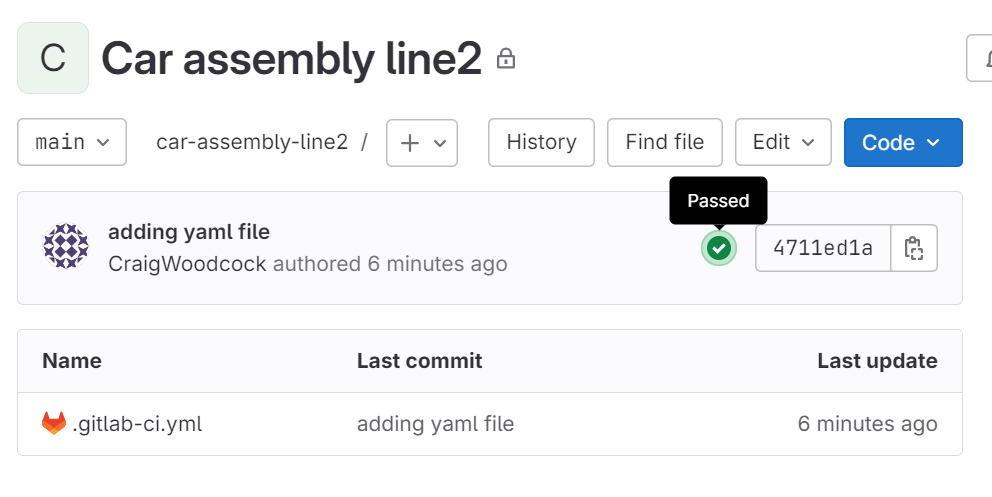 C Car assembly line2
main car-assembly-line2 / + History Find file Edit Code
Passed
adding yaml file
4711ed1a
CraigWoodcock authored 6 minutes ago
Name Last commit Last update
.gitlab-ci.yml adding yaml file 6 minutes ago